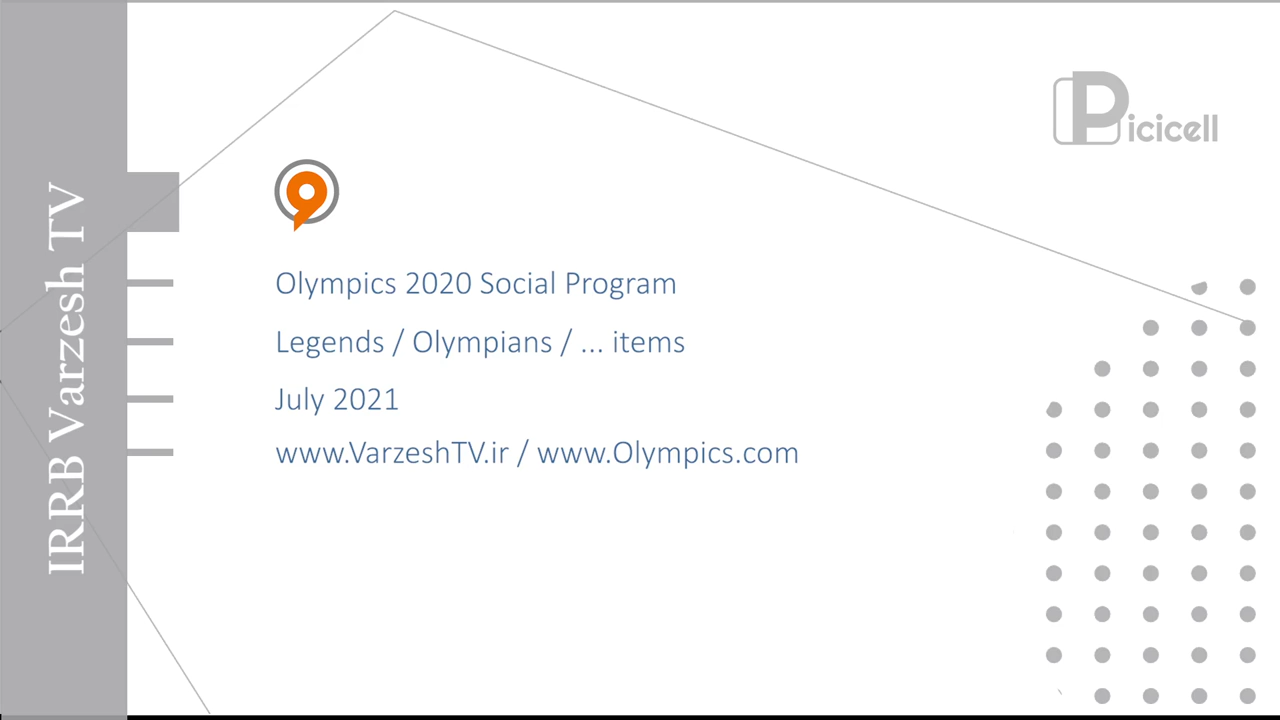 IRRB Varzesh TV
Picicell
Olympics 2020 Social Program
Legends / Olympians / ... items
July 2021
www.VarzeshTV.ir / www.Olympics.com